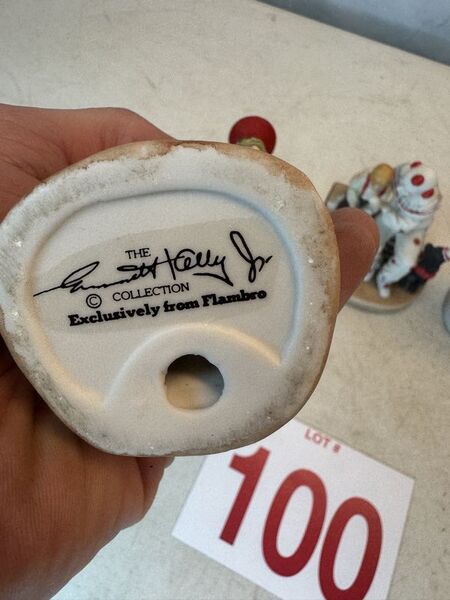 THE
Emmett Kelly Jr.
© COLLECTION
Exclusively from Flambro
LOT #
100